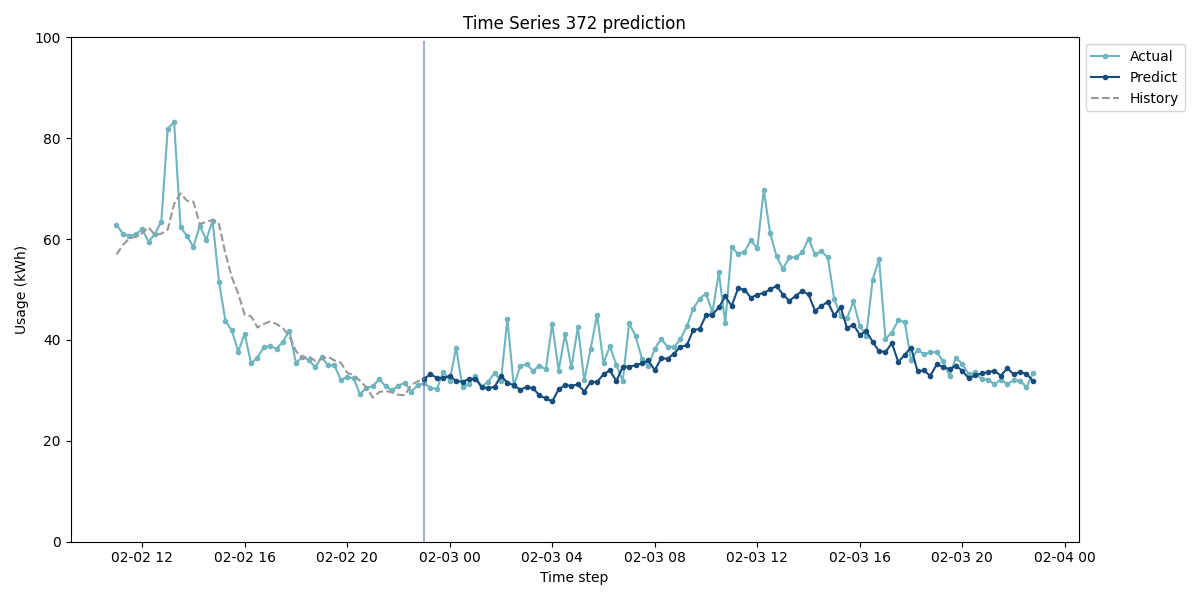 Time Series 372 prediction
100
80
60
40
20
0
Usage (kWh)
02-02 12
02-02 16
02-02 20
02-03 00
02-03 04
02-03 08
02-03 12
02-03 16
02-03 20
02-04 00
Time step
Actual
Predict
History